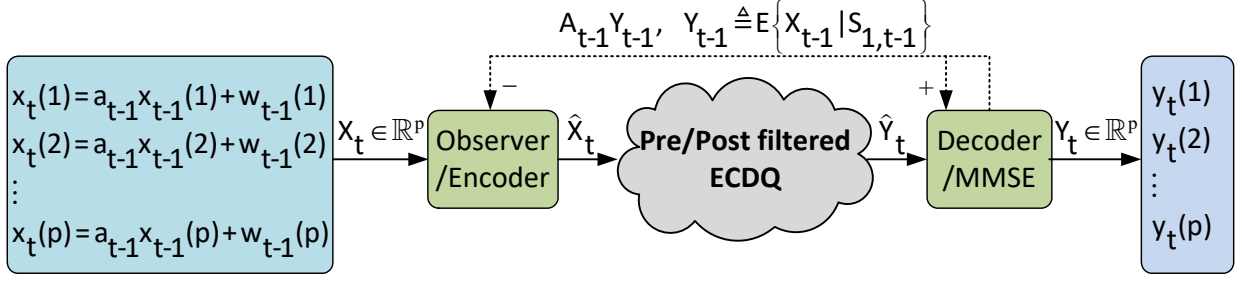 A_{t-1}Y_{t-1}, Y_{t-1} ≜ E{X_{t-1}|S_{1,t-1}}
− +
x_t(1)=a_{t-1}x_{t-1}(1)+w_{t-1}(1)
x_t(2)=a_{t-1}x_{t-1}(2)+w_{t-1}(2)
⋮
x_t(p)=a_{t-1}x_{t-1}(p)+w_{t-1}(p)
X_t ∈ ℝ^p
Observer
/Encoder
X̂_t
Pre/Post filtered
ECDQ
Ŷ_t
Decoder
/MMSE
Y_t ∈ ℝ^p
y_t(1)
y_t(2)
⋮
y_t(p)